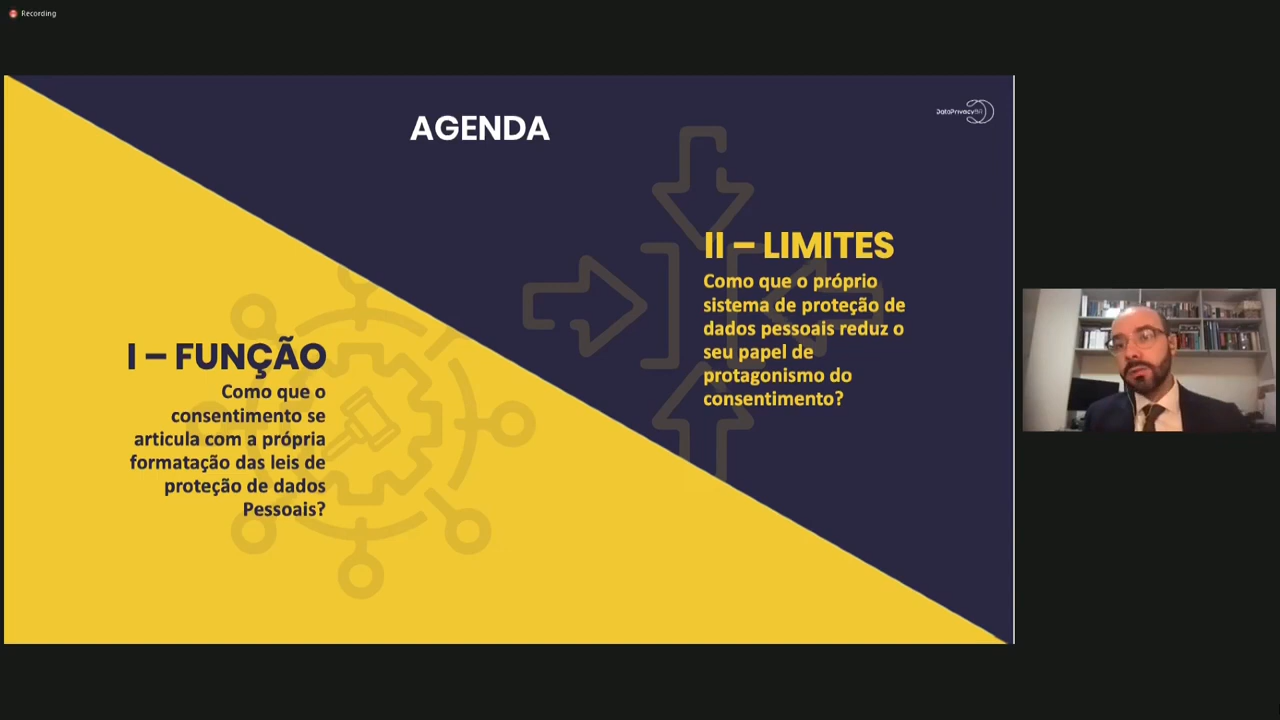 Recording
AGENDA
DataPrivacyBR
II – LIMITES
Como que o próprio
sistema de proteção de
dados pessoais reduz o
seu papel de
protagonismo do
consentimento?
I – FUNÇÃO
Como que o
consentimento se
articula com a própria
formatação das leis de
proteção de dados
Pessoais?